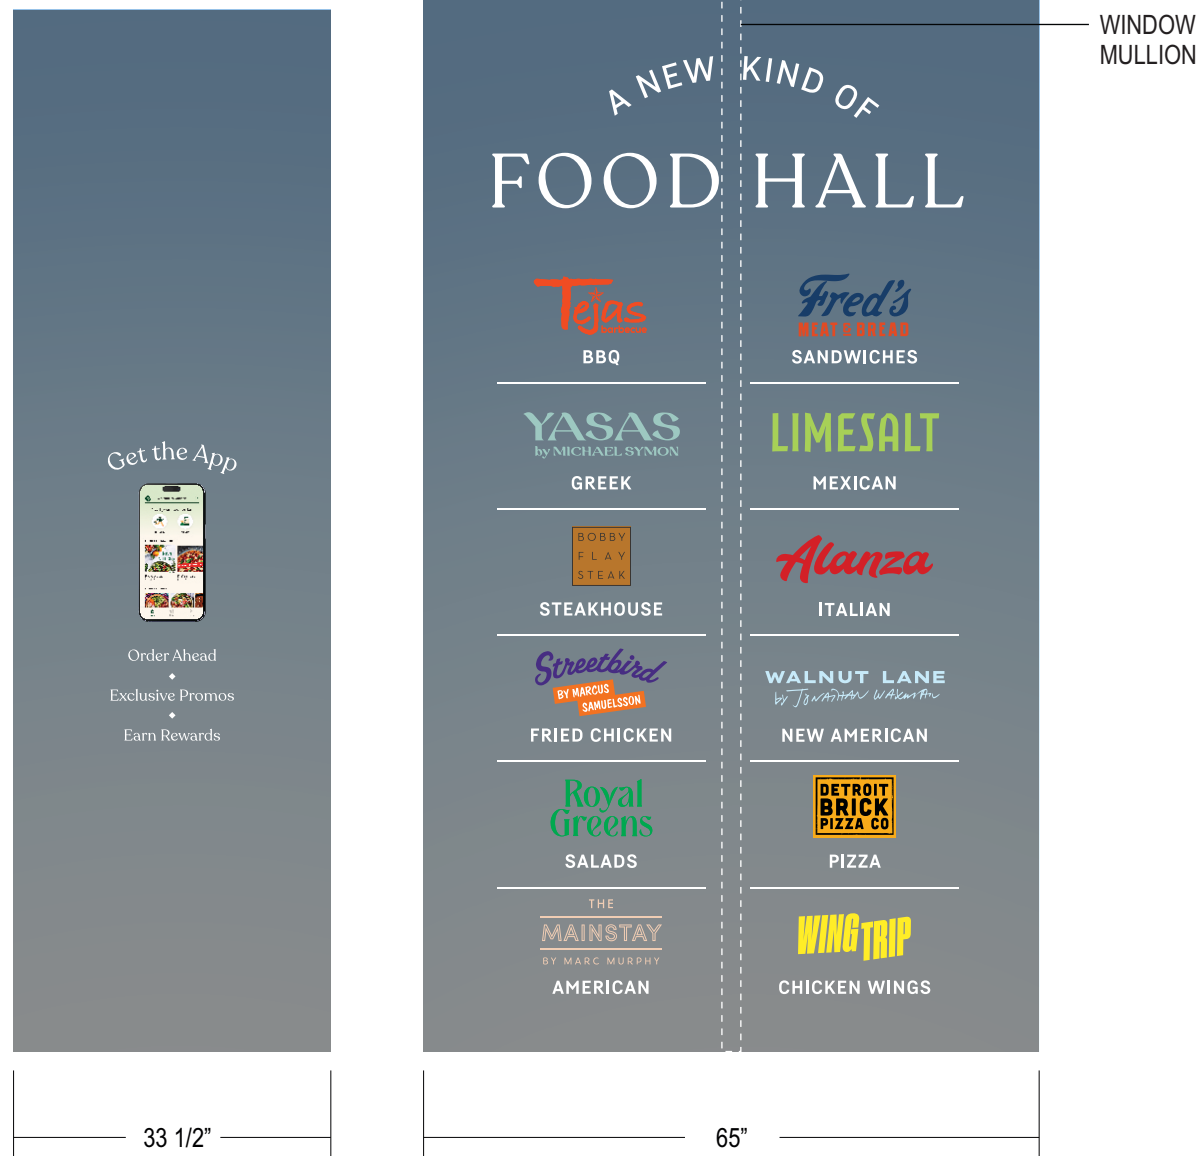 WINDOW
MULLION
A NEW KIND OF
FOOD HALL
Tejas
barbecue
BBQ
Fred's
MEAT & BREAD
SANDWICHES
YASAS
by MICHAEL SYMON
GREEK
LIMESALT
MEXICAN
BOBBY
FLAY
STEAK
STEAKHOUSE
Alanza
ITALIAN
Streetbird
BY MARCUS
SAMUELSSON
FRIED CHICKEN
WALNUT LANE
by JONATHAN WAXMAN
NEW AMERICAN
Royal
Greens
SALADS
DETROIT
BRICK
PIZZA CO
PIZZA
THE
MAINSTAY
BY MARC MURPHY
AMERICAN
WING TRIP
CHICKEN WINGS
Get the App
Order Ahead
Exclusive Promos
Earn Rewards
33 1/2”
65”